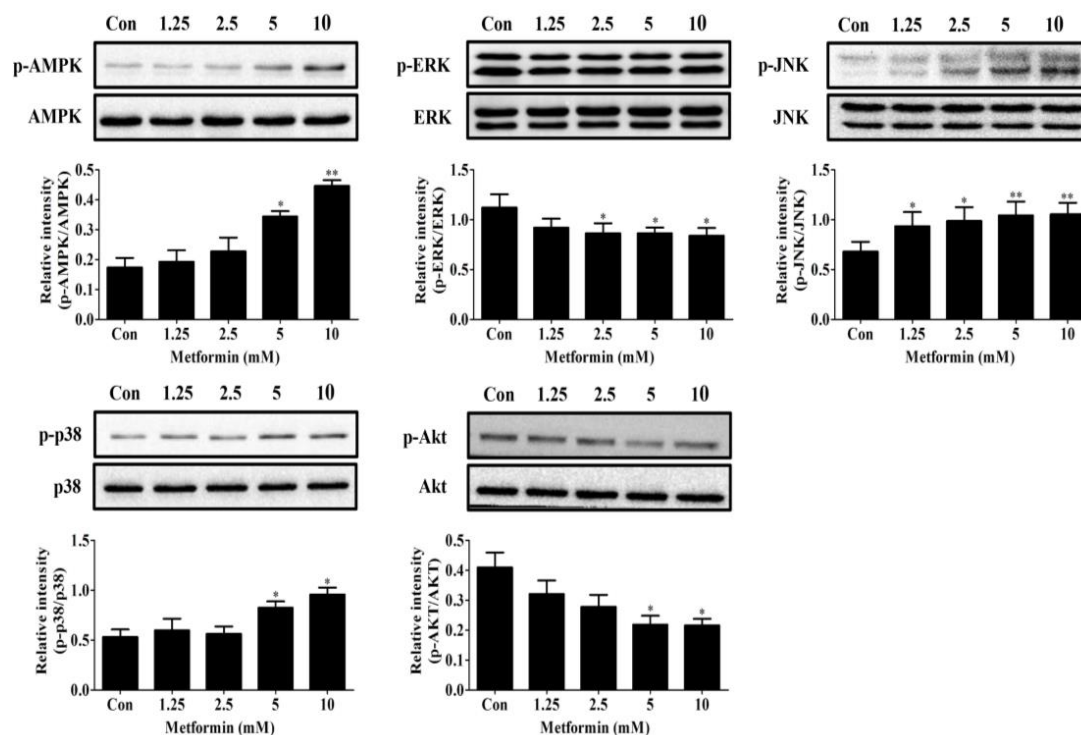 Con 1.25 2.5 5 10
p-AMPK
AMPK
Relative intensity
(p-AMPK/AMPK)
0.5
0.4
0.3
0.2
0.1
0.0
*
**
Con 1.25 2.5 5 10
Metformin (mM)
Con 1.25 2.5 5 10
p-ERK
ERK
Relative intensity
(p-ERK/ERK)
1.5
1.0
0.5
0.0
* * *
Con 1.25 2.5 5 10
Metformin (mM)
Con 1.25 2.5 5 10
p-JNK
JNK
Relative intensity
(p-JNK/JNK)
1.5
1.0
0.5
0.0
* * ** **
Con 1.25 2.5 5 10
Metformin (mM)
Con 1.25 2.5 5 10
p-p38
p38
Relative intensity
(p-p38/p38)
1.5
1.0
0.5
0.0
* *
Con 1.25 2.5 5 10
Metformin (mM)
Con 1.25 2.5 5 10
p-Akt
Akt
Relative intensity
(p-AKT/AKT)
0.5
0.4
0.3
0.2
0.1
0.0
* *
Con 1.25 2.5 5 10
Metformin (mM)